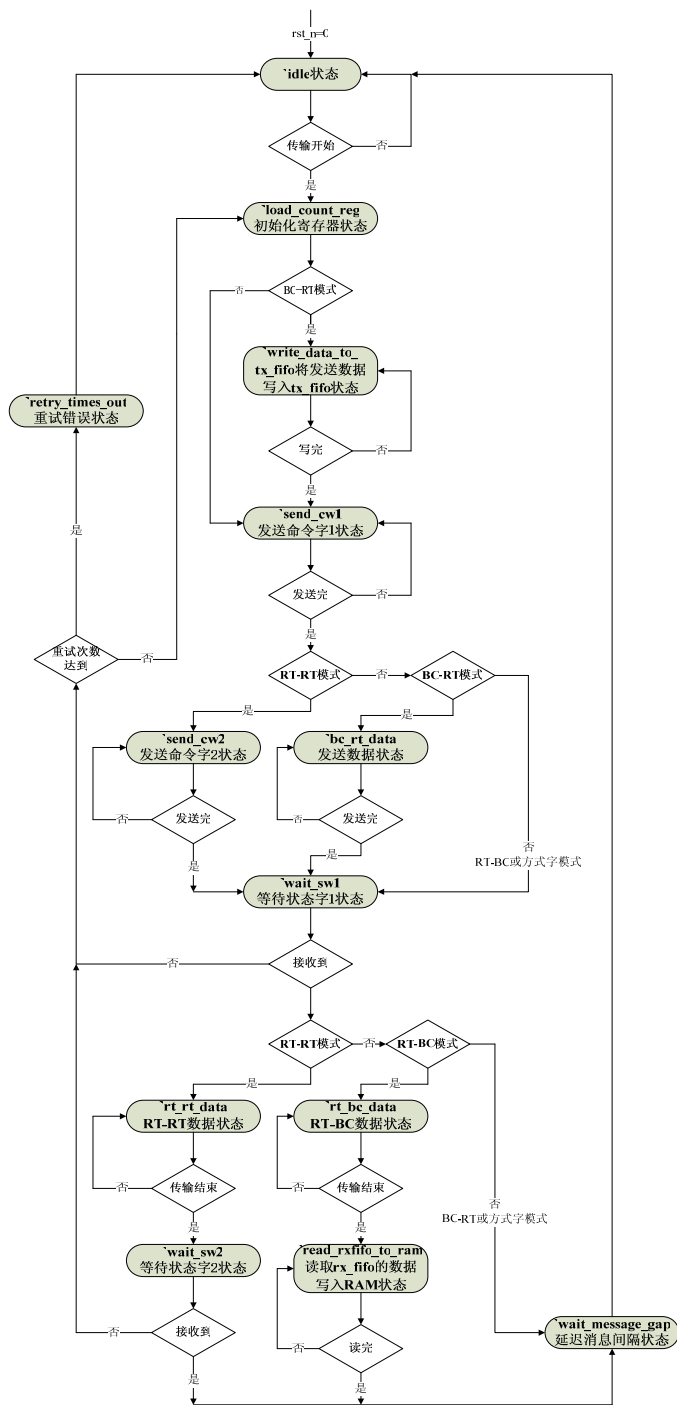 rst_n=0
`idle状态
传输开始
否
是
`load_count_reg
初始化寄存器状态
否
BC-RT模式
是
`write_data_to_
tx_fifo将发送数据
写入tx_fifo状态
`retry_times_out
重试错误状态
写完
否
是
`send_cw1
发送命令字1状态
是
发送完
否
是
重试次数
达到
否
RT-RT模式
否
BC-RT模式
是
是
`send_cw2
发送命令字2状态
`bc_rt_data
发送数据状态
否
发送完
否
发送完
否
RT-BC或方式字模式
是
是
`wait_sw1
等待状态字1状态
否
接收到
RT-RT模式
否
RT-BC模式
是
是
`rt_rt_data
RT-RT数据状态
`rt_bc_data
RT-BC数据状态
否
传输结束
否
传输结束
否
BC-RT或方式字模式
是
是
`wait_sw2
等待状态字2状态
`read_rxfifo_to_ram
读取rx_fifo的数据
写入RAM状态
否
接收到
否
读完
`wait_message_gap
延迟消息间隔状态
是
是